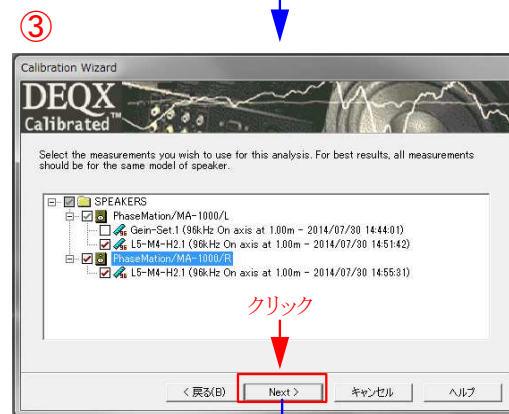 ③
Calibration Wizard
DEQX
Calibrated™
Select the measurements you wish to use for this analysis. For best results, all measurements
should be for the same model of speaker.
SPEAKERS
PhaseMation/MA-1000/L
Gein-Set.1 (96kHz On axis at 1.00m - 2014/07/30 14:44:01)
L5-M4-H2.1 (96kHz On axis at 1.00m - 2014/07/30 14:51:42)
PhaseMation/MA-1000/R
L5-M4-H2.1 (96kHz On axis at 1.00m - 2014/07/30 14:55:31)
クリック
< 戻る(B) Next > キャンセル ヘルプ